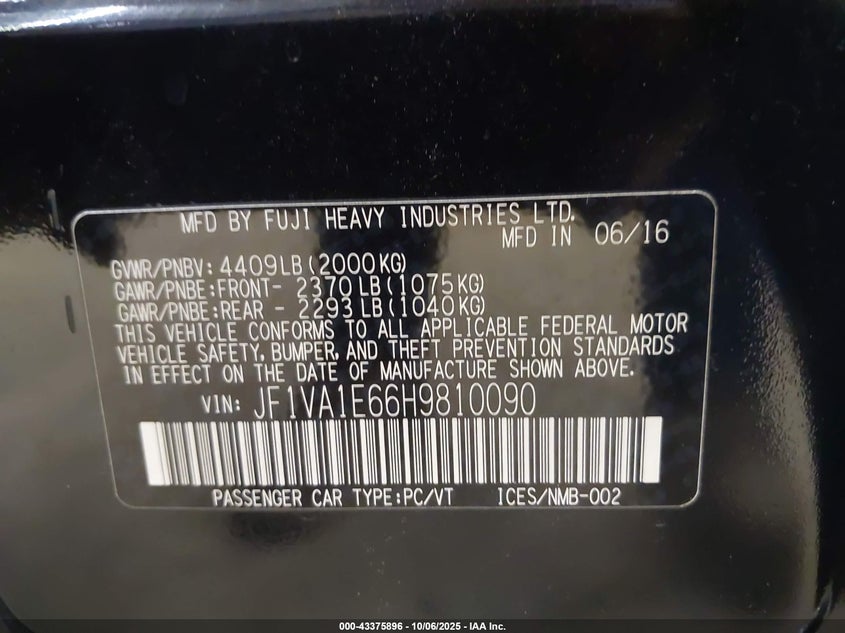 MFD BY FUJI HEAVY INDUSTRIES LTD.
MFD IN 06/16
GVWR/PNBV: 4409LB(2000KG)
GAWR/PNBE:FRONT- 2370LB(1075KG)
GAWR/PNBE:REAR - 2293LB(1040KG)
THIS VEHICLE CONFORMS TO ALL APPLICABLE FEDERAL MOTOR
VEHICLE SAFETY, BUMPER, AND THEFT PREVENTION STANDARDS
IN EFFECT ON THE DATE OF MANUFACTURE SHOWN ABOVE.
VIN: JF1VA1E66H9810090
PASSENGER CAR TYPE:PC/VT ICES/NMB-002
000-43375896 - 10/06/2025 - IAA Inc.